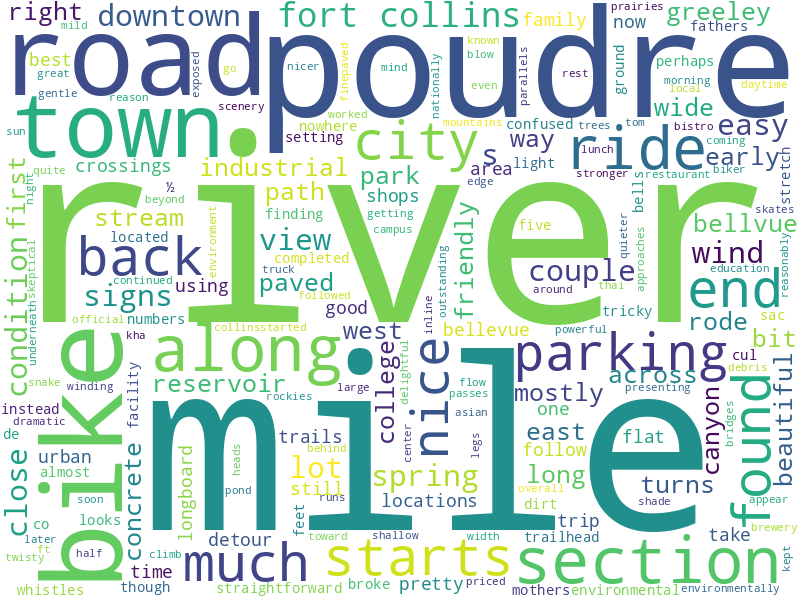 right downtown fort collins family prairies greeley
mild now fathers
best road poudre known perhaps
great exposed go nicer mind blow ground morning
gentle finepaved even parallels rest local daytime
reason scenery worked nationally mountains wide
sun town nowhere confused trees tom bistro easy
setting city s way ride coming
crossings industrial light lunch early
quite park area stronger restaurant biker stretch
first night ½ path shops edge bells skates
beyond stream finding friendly five bellvue
skeptical located environment getting quieter
back view campus couple wind reasonably
condition completed outstanding approaches education
continued truck paved around thai end
underneath signs using followed tricky sac
official numbers collinsstarted good bellevue rode bit
river
kha west inline powerful cul
bike along nice parking debris
snake reservoir college delightful flow across presenting
winding rockies passes mostly canyon beautiful
instead facility large asian one found
dramatic center legs bridges
de urban trails behind east flat
close almost concrete heads lot follow
co longboard still spring long turns
soon looks pond runs locations overall dirt shade appear
later feet shallow width trip take brewery
ft mile
twisty half detour toward trailhead
climb much starts section kept
time though broke pretty priced
whistles straightforward mothers environmental environmentally